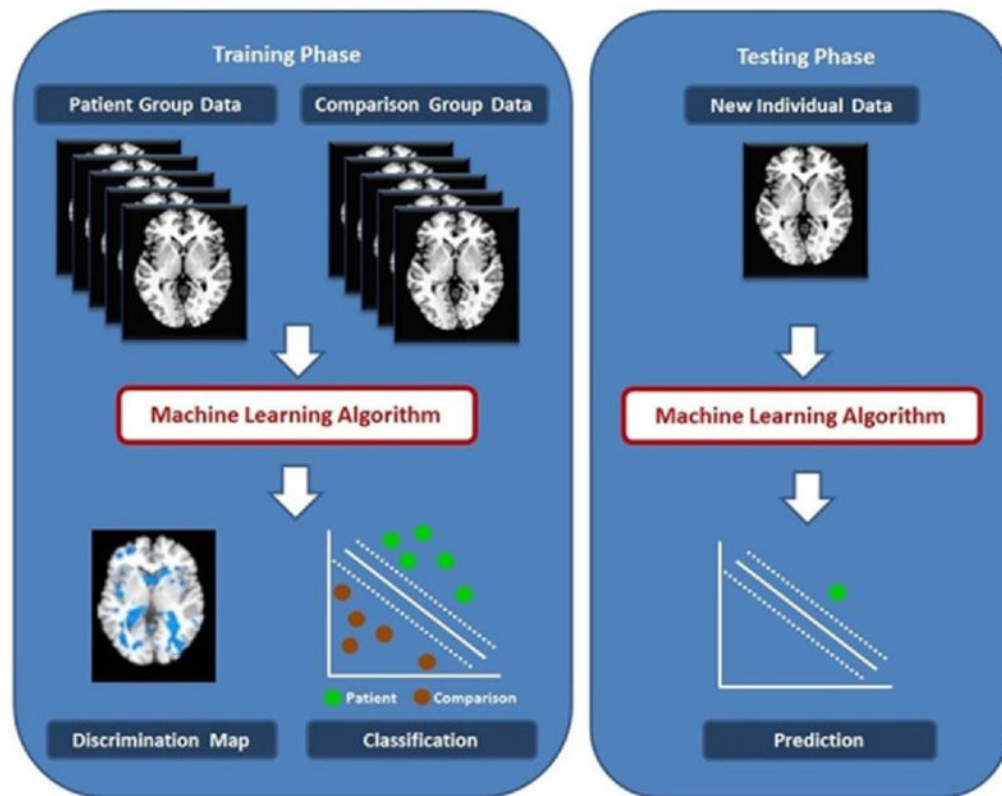 Training Phase
Patient Group Data
Comparison Group Data
Machine Learning Algorithm
Patient
Comparison
Discrimination Map
Classification
Testing Phase
New Individual Data
Machine Learning Algorithm
Prediction